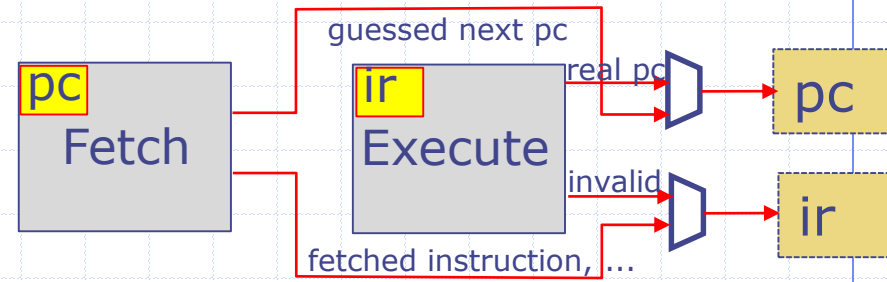 guessed next pc
pc
Fetch
ir
Execute
real pc
pc
invalid
ir
fetched instruction, ...